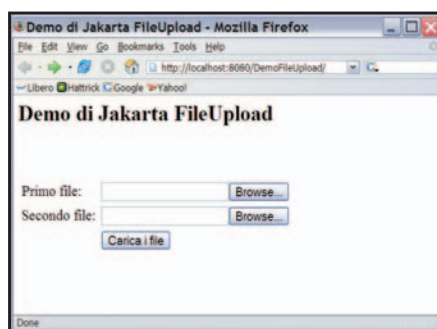 Demo di Jakarta FileUpload - Mozilla Firefox
File Edit View Go Bookmarks Tools Help
http://localhost:8080/DemoFileUpload/
Libero Hattrick Google Yahoo!
Demo di Jakarta FileUpload
Primo file: Browse...
Secondo file: Browse...
Carica i file
Done